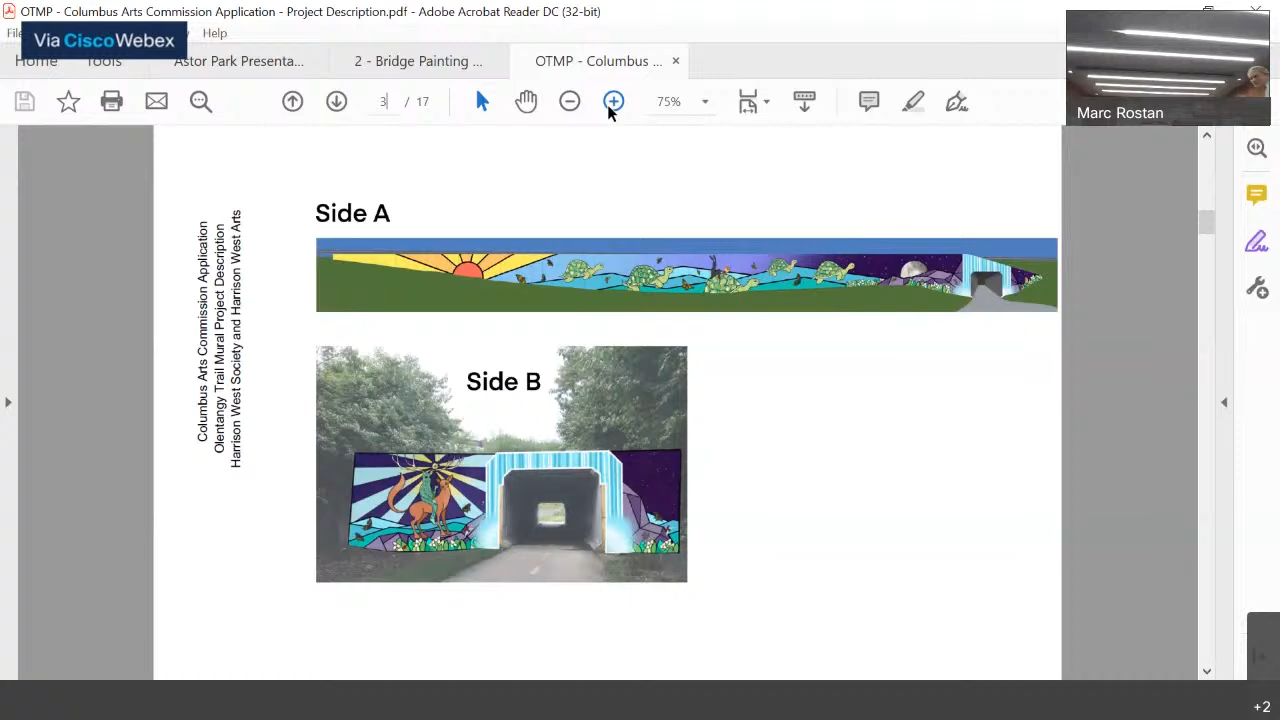 OTMP - Columbus Arts Commission Application - Project Description.pdf - Adobe Acrobat Reader DC (32-bit)
Help
Via Cisco Webex
Home
Tools
Astor Park Presenta...
2 - Bridge Painting ...
OTMP - Columbus ...
3 / 17
75%
Marc Rostan
Columbus Arts Commission Application
Olentangy Trail Mural Project Description
Harrison West Society and Harrison West Arts
Side A
Side B
+2